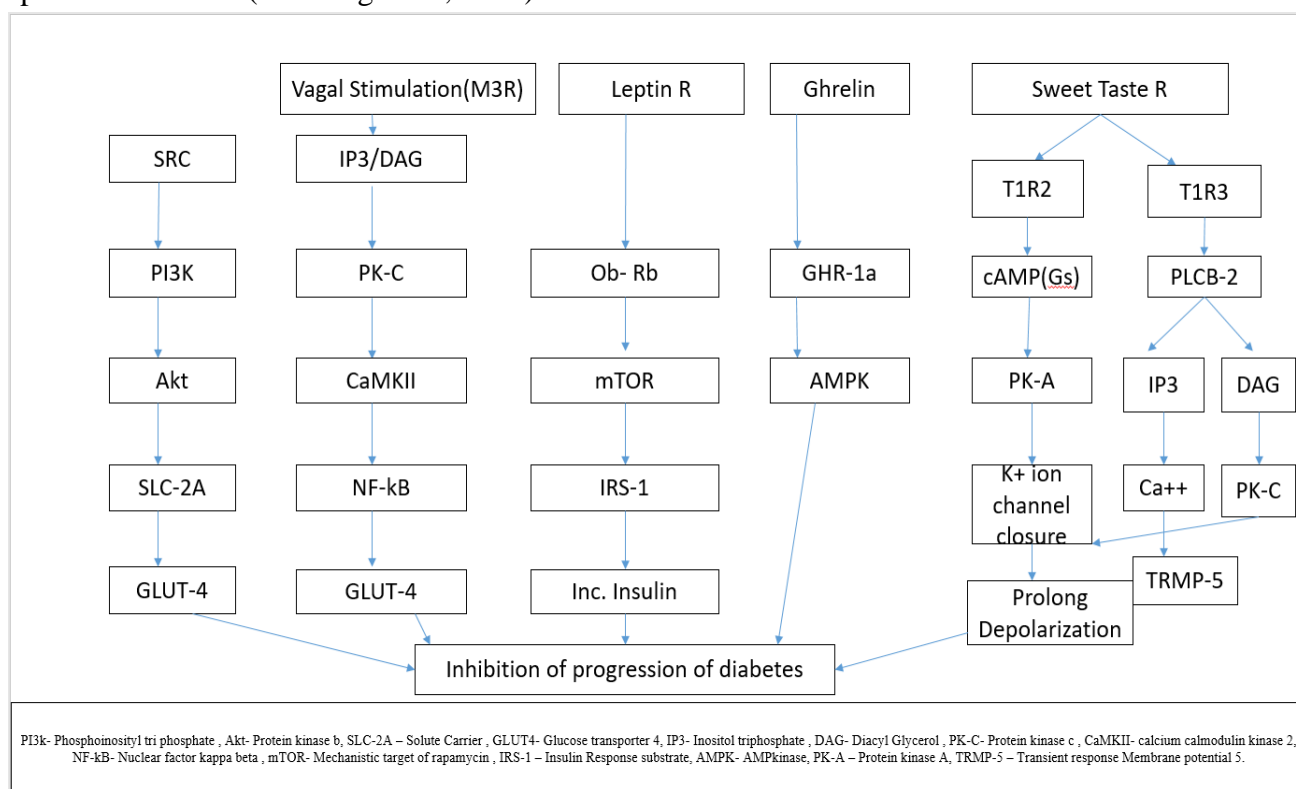 Vagal Stimulation(M3R)
Leptin R
Ghrelin
Sweet Taste R
SRC
IP3/DAG
T1R2
T1R3
PI3K
PK-C
Ob- Rb
GHR-1a
cAMP(Gs)
PLCB-2
Akt
CaMKII
mTOR
AMPK
PK-A
IP3
DAG
SLC-2A
NF-kB
IRS-1
K+ ion
channel
closure
Ca++
PK-C
GLUT-4
GLUT-4
Inc. Insulin
Prolong
Depolarization
TRMP-5
Inhibition of progression of diabetes
PI3k- Phosphoinosityl tri phosphate , Akt- Protein kinase b, SLC-2A – Solute Carrier , GLUT4- Glucose transporter 4, IP3- Inositol triphosphate , DAG- Diacyl Glycerol , PK-C- Protein kinase c , CaMKII- calcium calmodulin kinase 2,
NF-kB- Nuclear factor kappa beta , mTOR- Mechanistic target of rapamycin , IRS-1 – Insulin Response substrate, AMPK- AMPkinase, PK-A – Protein kinase A, TRMP-5 – Transient response Membrane potential 5.